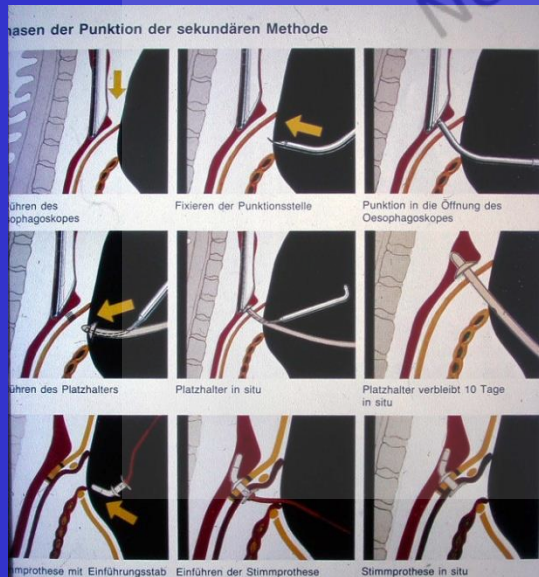 asen der Punktion der sekundären Methode
ühren des
ophagoskopes
Fixieren der Punktionsstelle
Punktion in die Öffnung des
Oesophagoskopes
ühren des Platzhalters
Platzhalter in situ
Platzhalter verbleibt 10 Tage
in situ
mprothese mit Einführungsstab
Einführen der Stimmprothese
Stimmprothese in situ